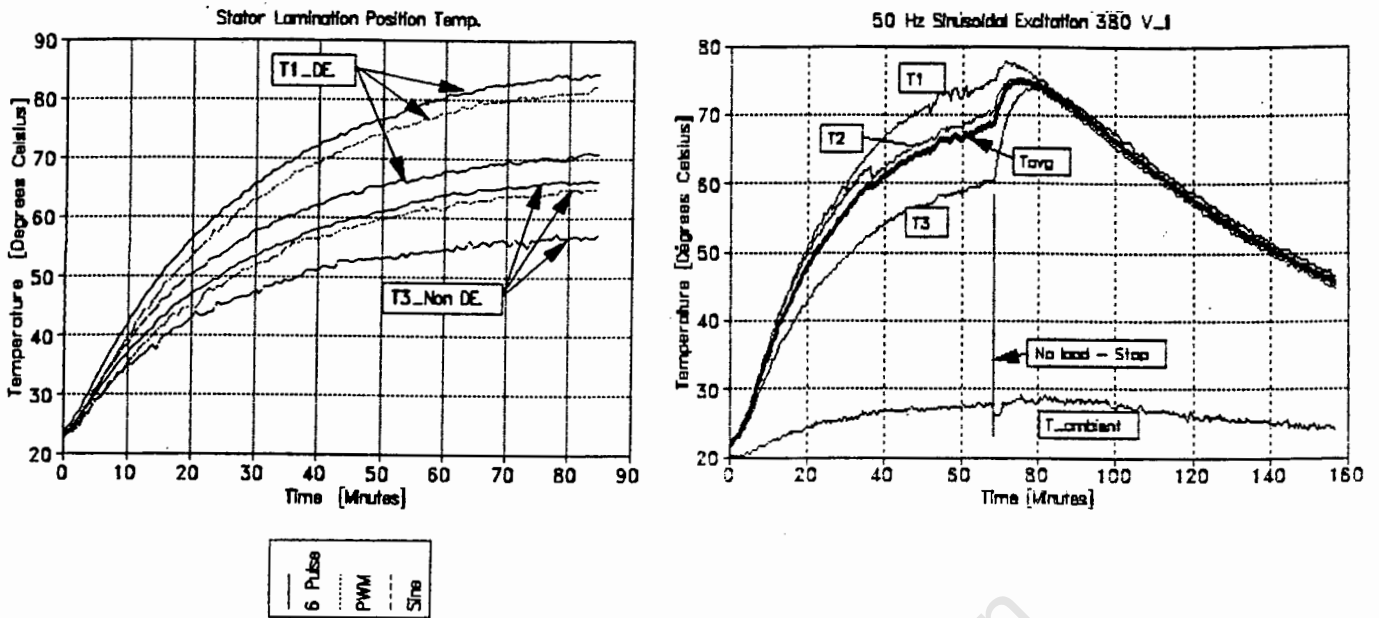 Stator Lamination Position Temp.
90
80
70
60
50
40
30
20
Temperature [Degrees Celsius]
T1_DE.
T3_Non DE.
0 10 20 30 40 50 60 70 80 90
Time [Minutes]
6 Pulse
PWM
Sine
50 Hz Sinusoidal Excitation 380 V_l
80
70
60
50
40
30
20
Temperature [Degrees Celsius]
T1
T2
Tavg
T3
No load - Stop
T_ambient
0 20 40 60 80 100 120 140 160
Time [Minutes]
n